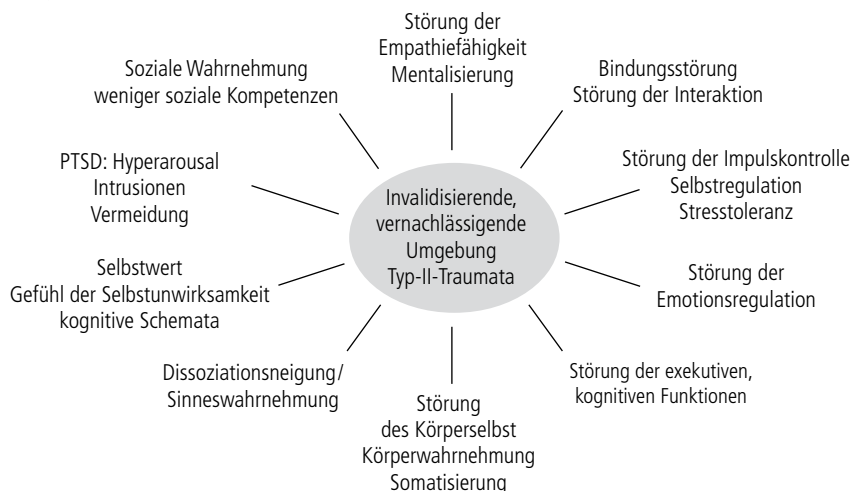 Störung der
Empathiefähigkeit
Mentalisierung
Bindungsstörung
Störung der Interaktion
Störung der Impulskontrolle
Selbstregulation
Stresstoleranz
Störung der
Emotionsregulation
Störung der exekutiven,
kognitiven Funktionen
Störung
des Körperselbst
Körperwahrnehmung
Somatisierung
Dissoziationsneigung/
Sinneswahrnehmung
Selbstwert
Gefühl der Selbstunwirksamkeit
kognitive Schemata
PTSD: Hyperarousal
Intrusionen
Vermeidung
Soziale Wahrnehmung
weniger soziale Kompetenzen
Invalidisierende,
vernachlässigende
Umgebung
Typ-II-Traumata